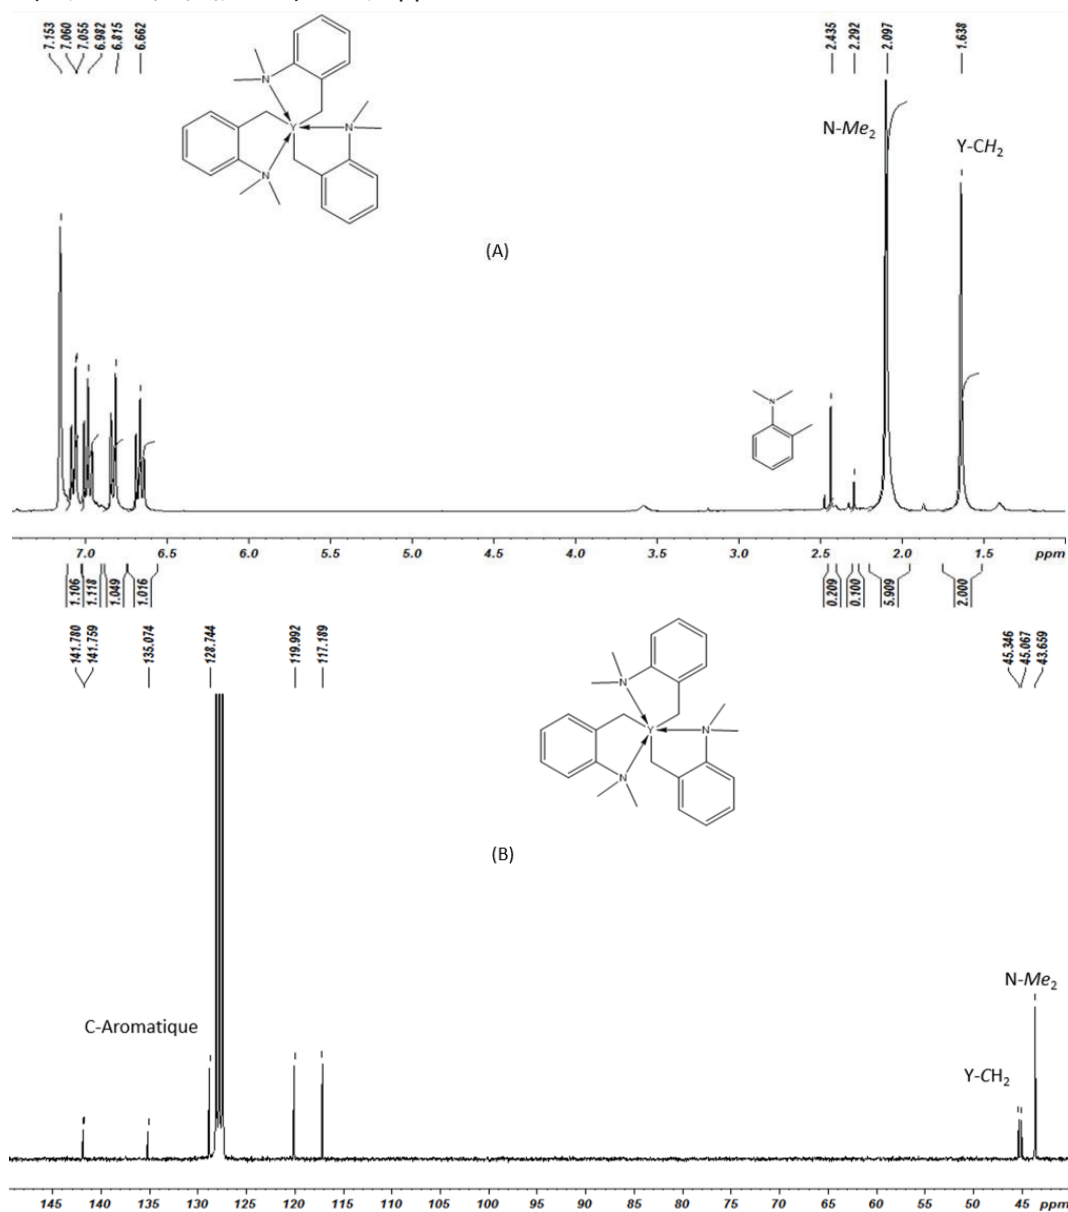 7.153 7.060 7.055 6.982 6.815 6.662 2.435 2.292 2.097 1.638
N-Me2
Y-CH2
N
Y N
N
(A)
N
7.0 6.5 6.0 5.5 5.0 4.5 4.0 3.5 3.0 2.5 2.0 1.5 ppm
1.106 1.118 1.049 1.016 0.209 0.100 5.909 2.000
141.780 141.759 135.074 128.744 119.992 117.189 45.346 45.067 43.659
N
Y N
N
(B)
N-Me2
C-Aromatique
Y-CH2
145 140 135 130 125 120 115 110 105 100 95 90 85 80 75 70 65 60 55 50 45 ppm